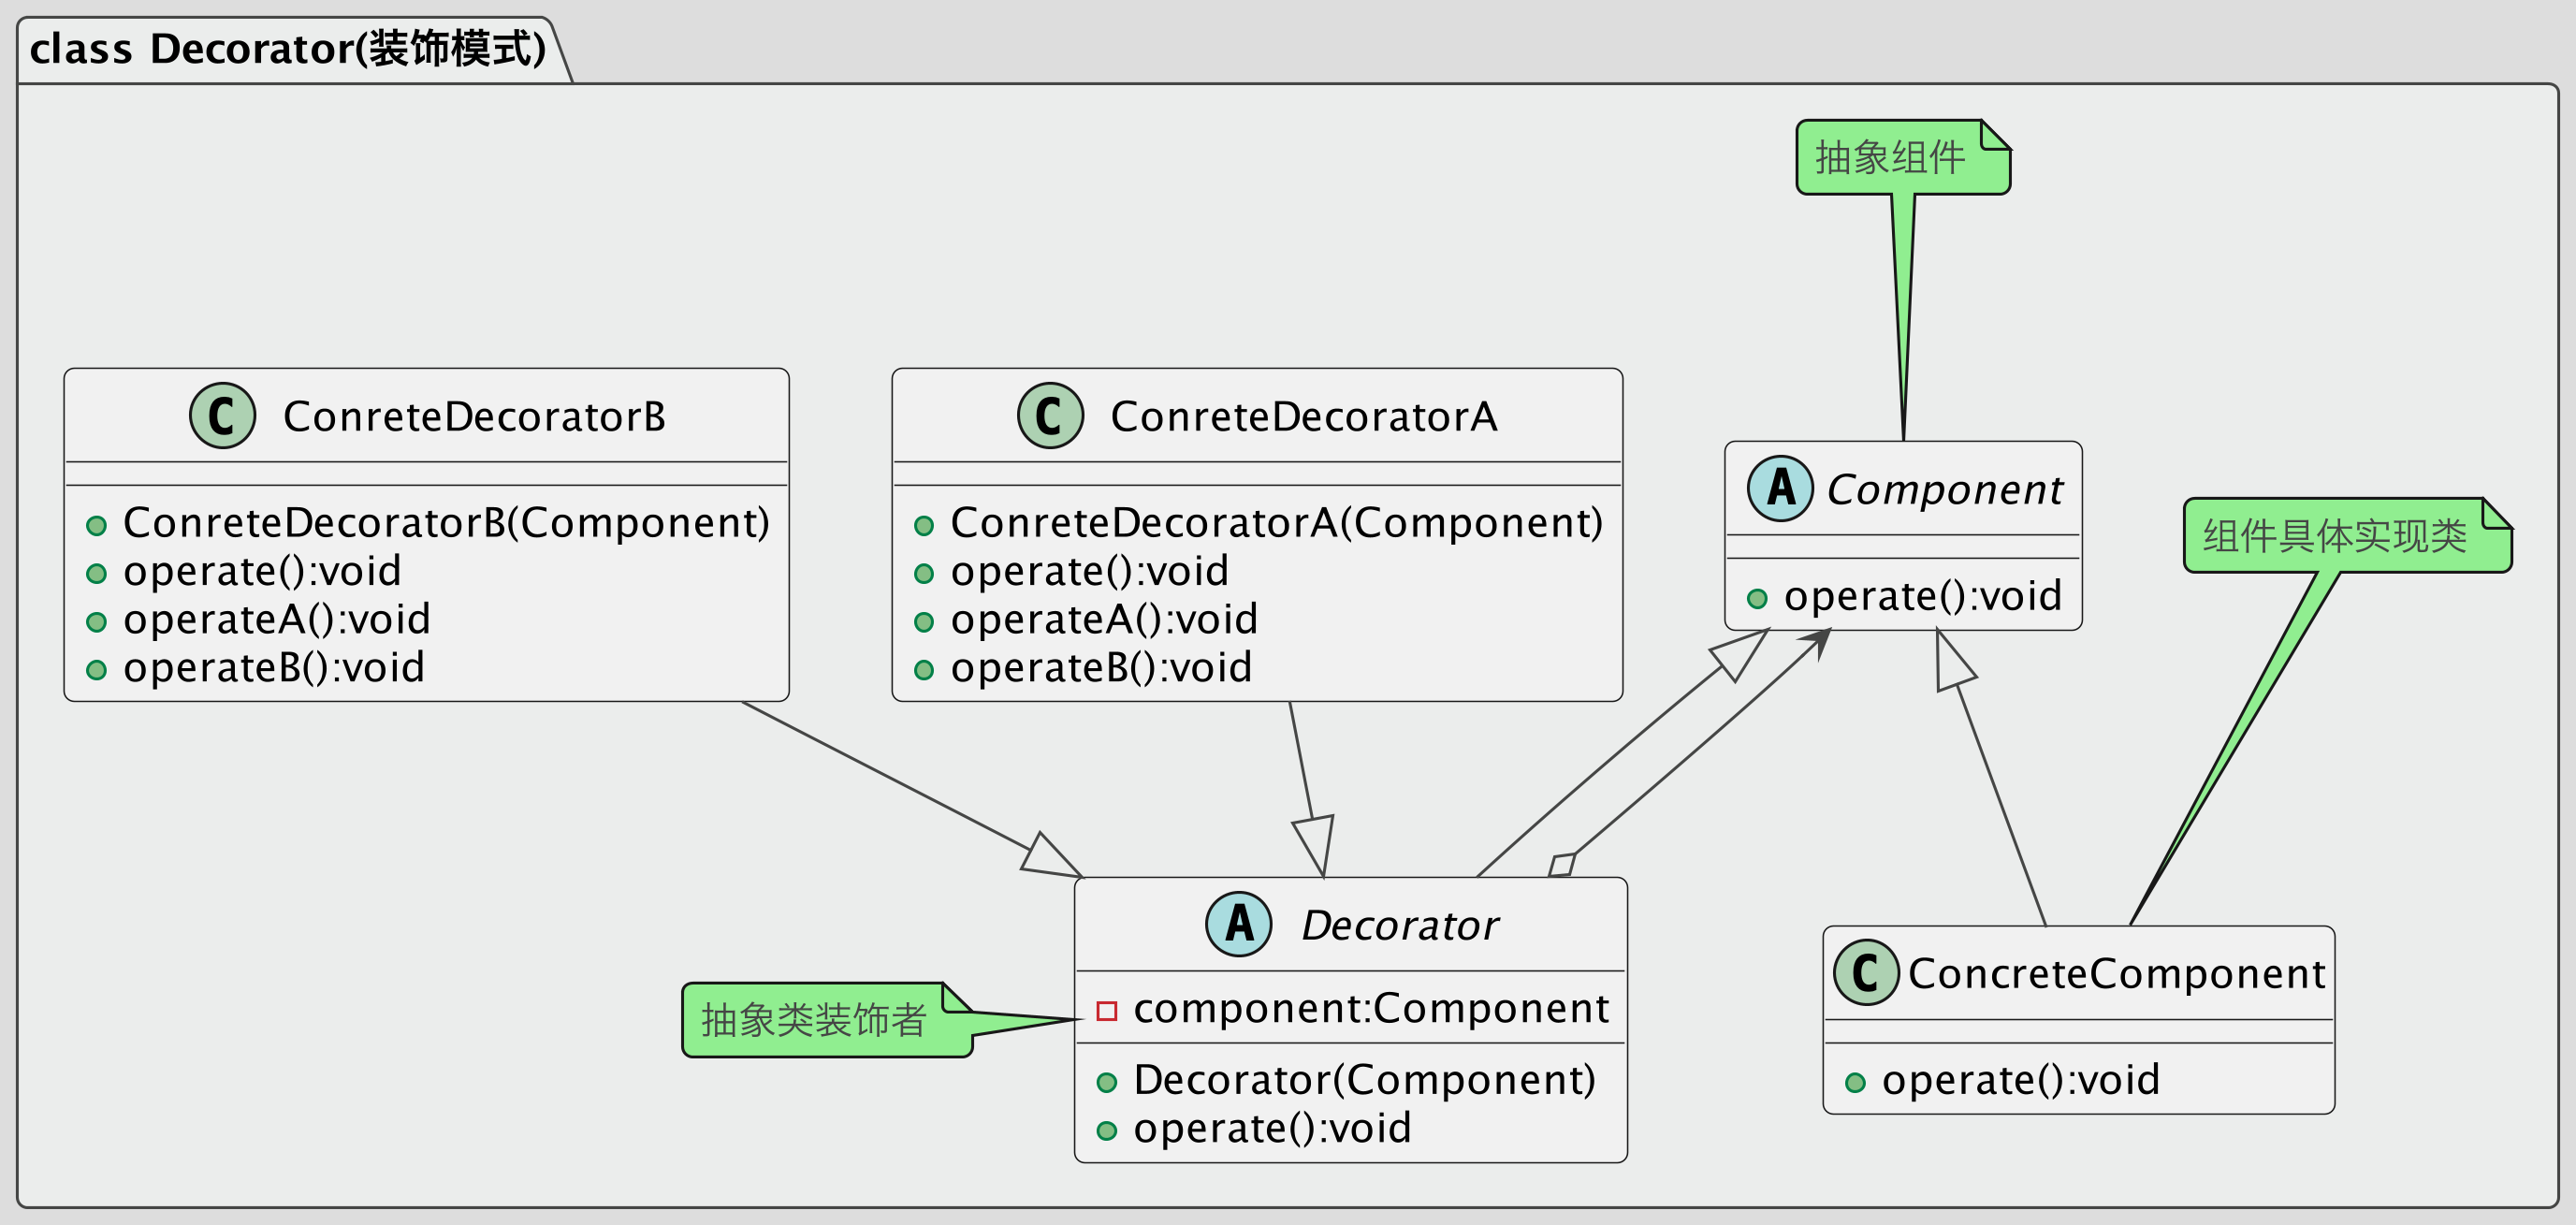 class Decorator(装饰模式)
抽象组件
C ConreteDecoratorB
ConreteDecoratorB(Component)
operate():void
operateA():void
operateB():void
C ConreteDecoratorA
ConreteDecoratorA(Component)
operate():void
operateA():void
operateB():void
A Component
operate():void
组件具体实现类
抽象类装饰者
A Decorator
component:Component
Decorator(Component)
operate():void
C ConcreteComponent
operate():void